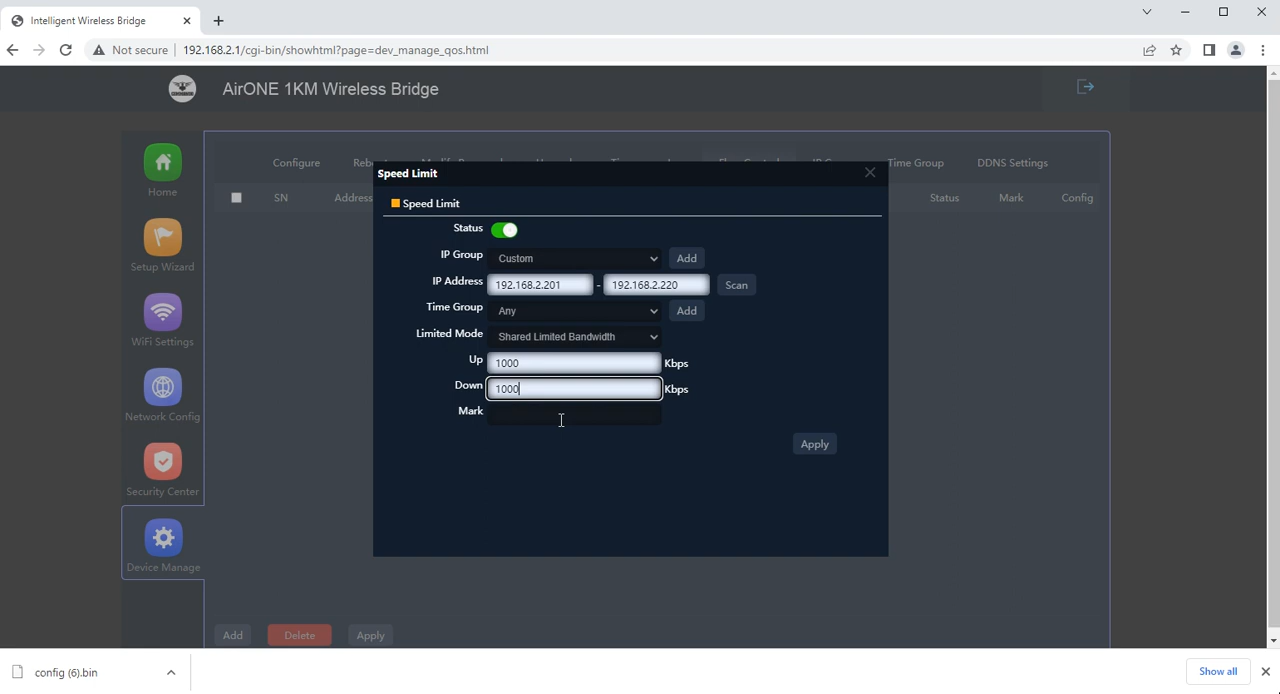 Intelligent Wireless Bridge
Not secure 192.168.2.1/cgi-bin/showhtml?page=dev_manage_qos.html
AirONE 1KM Wireless Bridge
Home
Setup Wizard
WiFi Settings
Network Config
Security Center
Device Manage
Configure Time Group DDNS Settings
SN Address Status Mark Config
Speed Limit
Speed Limit
Status
IP Group Custom Add
IP Address 192.168.2.201 - 192.168.2.220 Scan
Time Group Any Add
Limited Mode Shared Limited Bandwidth
Up 1000 Kbps
Down 1000 Kbps
Mark
Apply
Add Delete Apply
config (6).bin Show all